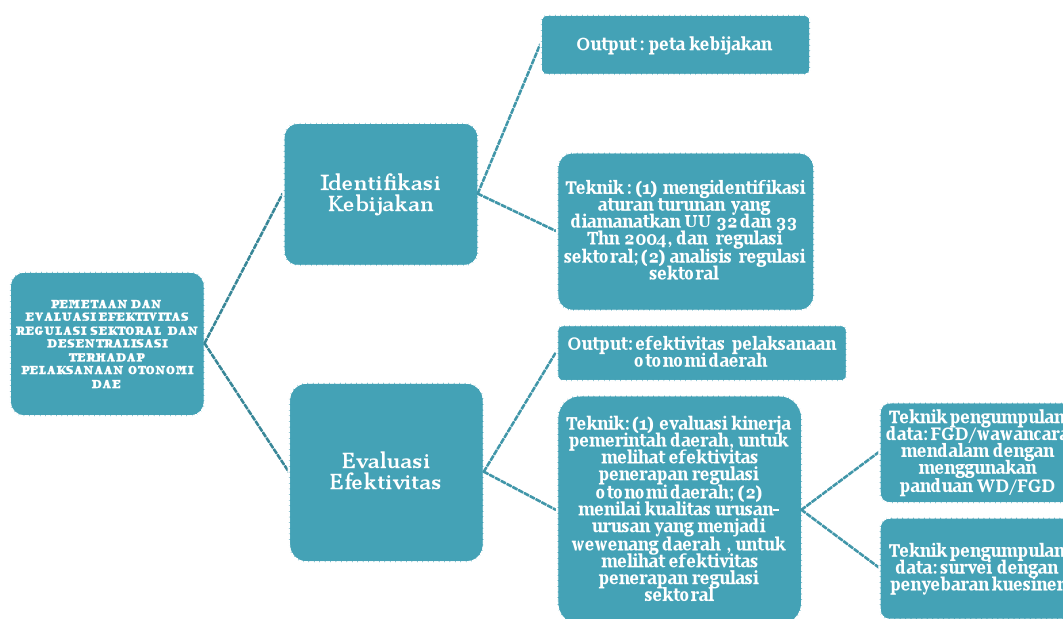 PEMETAAN DAN
EVALUASI EFEKTIVITAS
REGULASI SEKTORAL DAN
DESENTRALISASI
TERHADAP
PELAKSANAAN OTONOMI
DAE
Identifikasi
Kebijakan
Output : peta kebijakan
Teknik : (1) mengidentifikasi
aturan turunan yang
diamanatkan UU 32 dan 33
Thn 2004, dan regulasi
sektoral; (2) analisis regulasi
sektoral
Evaluasi
Efektivitas
Output: efektivitas pelaksanaan
otonomi daerah
Teknik: (1) evaluasi kinerja
pemerintah daerah, untuk
melihat efektivitas
penerapan regulasi
otonomi daerah; (2)
menilai kualitas urusan-
urusan yang menjadi
wewenang daerah , untuk
melihat efektivitas
penerapan regulasi
sektoral
Teknik pengumpulan
data: FGD/wawancara
mendalam dengan
menggunakan
panduan WD/FGD
Teknik pengumpulan
data: survei dengan
penyebaran kuesiner